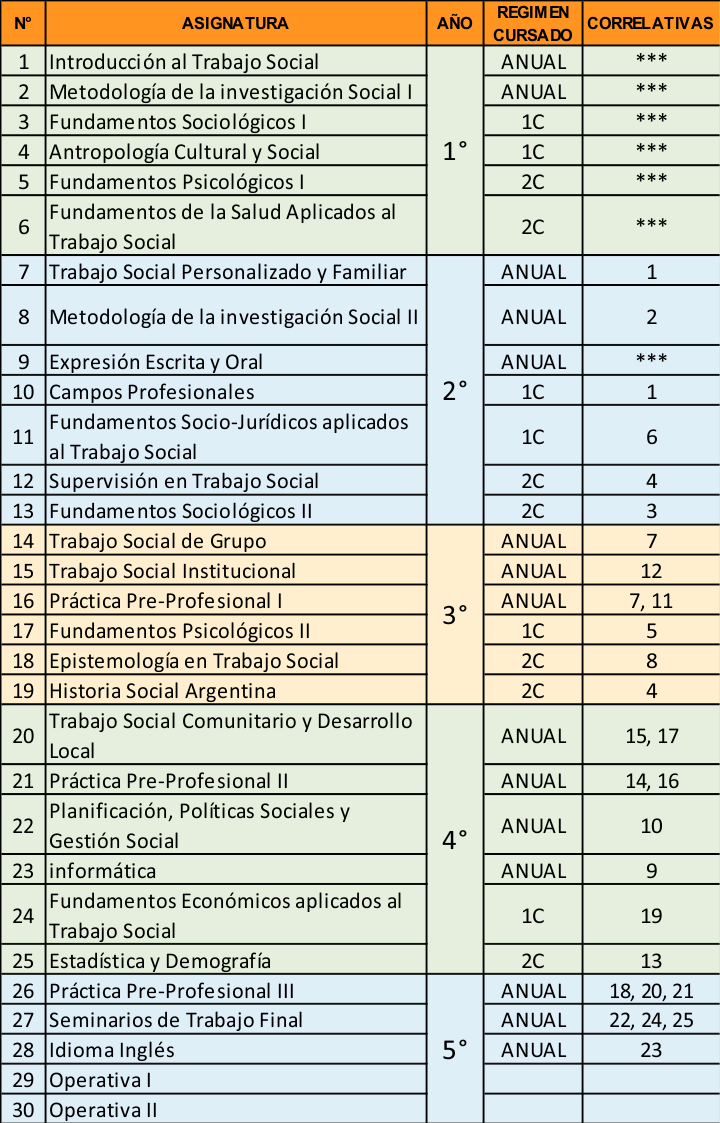 N° ASIGNATURA AÑO REGIMEN CURSADO CORRELATIVAS
1 Introducción al Trabajo Social 1° ANUAL ***
2 Metodología de la investigación Social I ANUAL ***
3 Fundamentos Sociológicos I 1C ***
4 Antropología Cultural y Social 1C ***
5 Fundamentos Psicológicos I 2C ***
6 Fundamentos de la Salud Aplicados al
Trabajo Social 2C ***
7 Trabajo Social Personalizado y Familiar 2° ANUAL 1
8 Metodología de la investigación Social II ANUAL 2
9 Expresión Escrita y Oral ANUAL ***
10 Campos Profesionales 1C 1
11 Fundamentos Socio-Jurídicos aplicados
al Trabajo Social 1C 6
12 Supervisión en Trabajo Social 2C 4
13 Fundamentos Sociológicos II 2C 3
14 Trabajo Social de Grupo 3° ANUAL 7
15 Trabajo Social Institucional ANUAL 12
16 Práctica Pre-Profesional I ANUAL 7, 11
17 Fundamentos Psicológicos II 1C 5
18 Epistemología en Trabajo Social 2C 8
19 Historia Social Argentina 2C 4
20 Trabajo Social Comunitario y Desarrollo
Local 4° ANUAL 15, 17
21 Práctica Pre-Profesional II ANUAL 14, 16
22 Planificación, Políticas Sociales y
Gestión Social ANUAL 10
23 informática ANUAL 9
24 Fundamentos Económicos aplicados al
Trabajo Social 1C 19
25 Estadística y Demografía 2C 13
26 Práctica Pre-Profesional III 5° ANUAL 18, 20, 21
27 Seminarios de Trabajo Final ANUAL 22, 24, 25
28 Idioma Inglés ANUAL 23
29 Operativa I
30 Operativa II